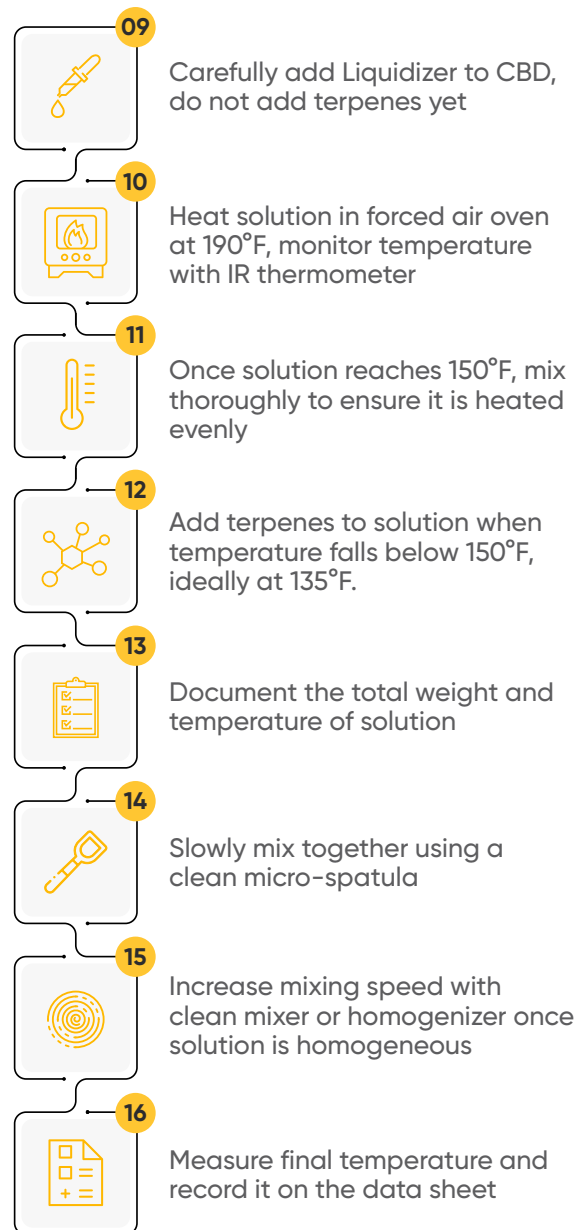 09
Carefully add Liquidizer to CBD,
do not add terpenes yet
10
Heat solution in forced air oven
at 190°F, monitor temperature
with IR thermometer
11
Once solution reaches 150°F, mix
thoroughly to ensure it is heated
evenly
12
Add terpenes to solution when
temperature falls below 150°F,
ideally at 135°F.
13
Document the total weight and
temperature of solution
14
Slowly mix together using a
clean micro-spatula
15
Increase mixing speed with
clean mixer or homogenizer once
solution is homogeneous
16
Measure final temperature and
record it on the data sheet